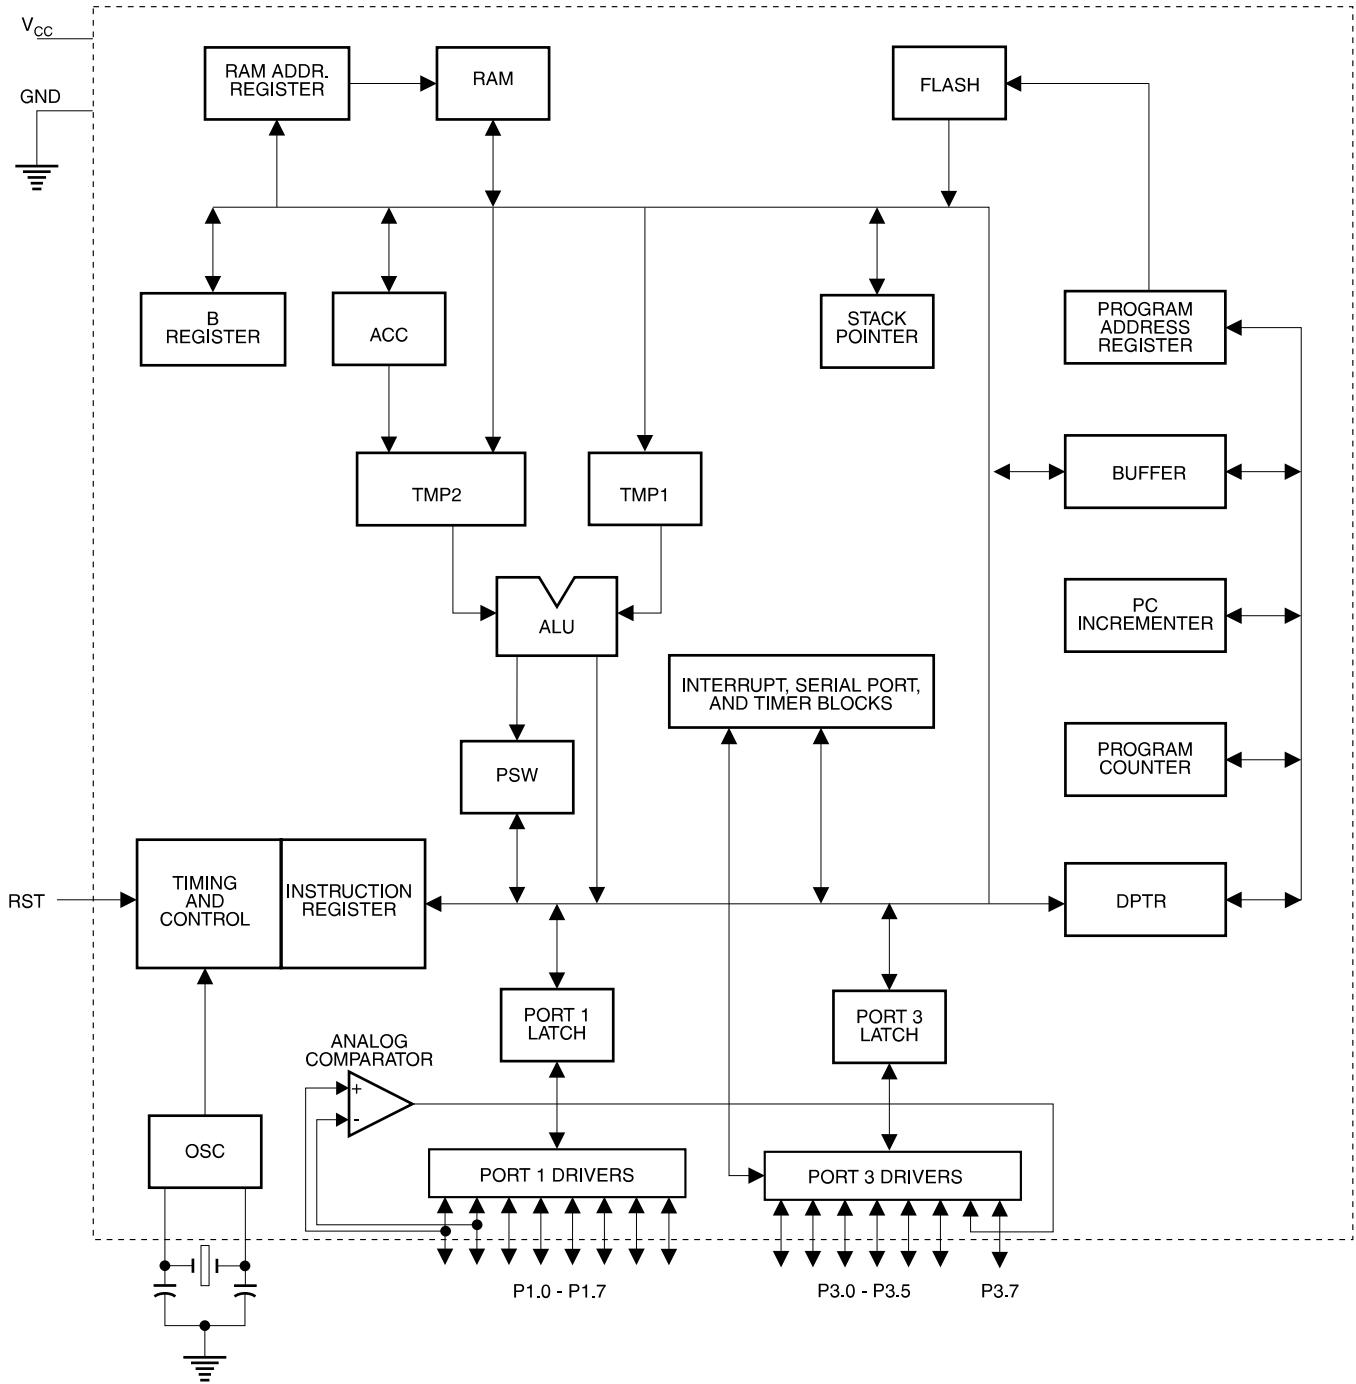 VCC
GND
RAM ADDR.
REGISTER
RAM
FLASH
B
REGISTER
ACC
STACK
POINTER
PROGRAM
ADDRESS
REGISTER
TMP2
TMP1
BUFFER
ALU
PC
INCREMENTER
INTERRUPT, SERIAL PORT,
AND TIMER BLOCKS
PSW
PROGRAM
COUNTER
RST
TIMING
AND
CONTROL
INSTRUCTION
REGISTER
DPTR
PORT 1
LATCH
PORT 3
LATCH
ANALOG
COMPARATOR
+
-
OSC
PORT 1 DRIVERS
PORT 3 DRIVERS
P1.0 - P1.7
P3.0 - P3.5
P3.7